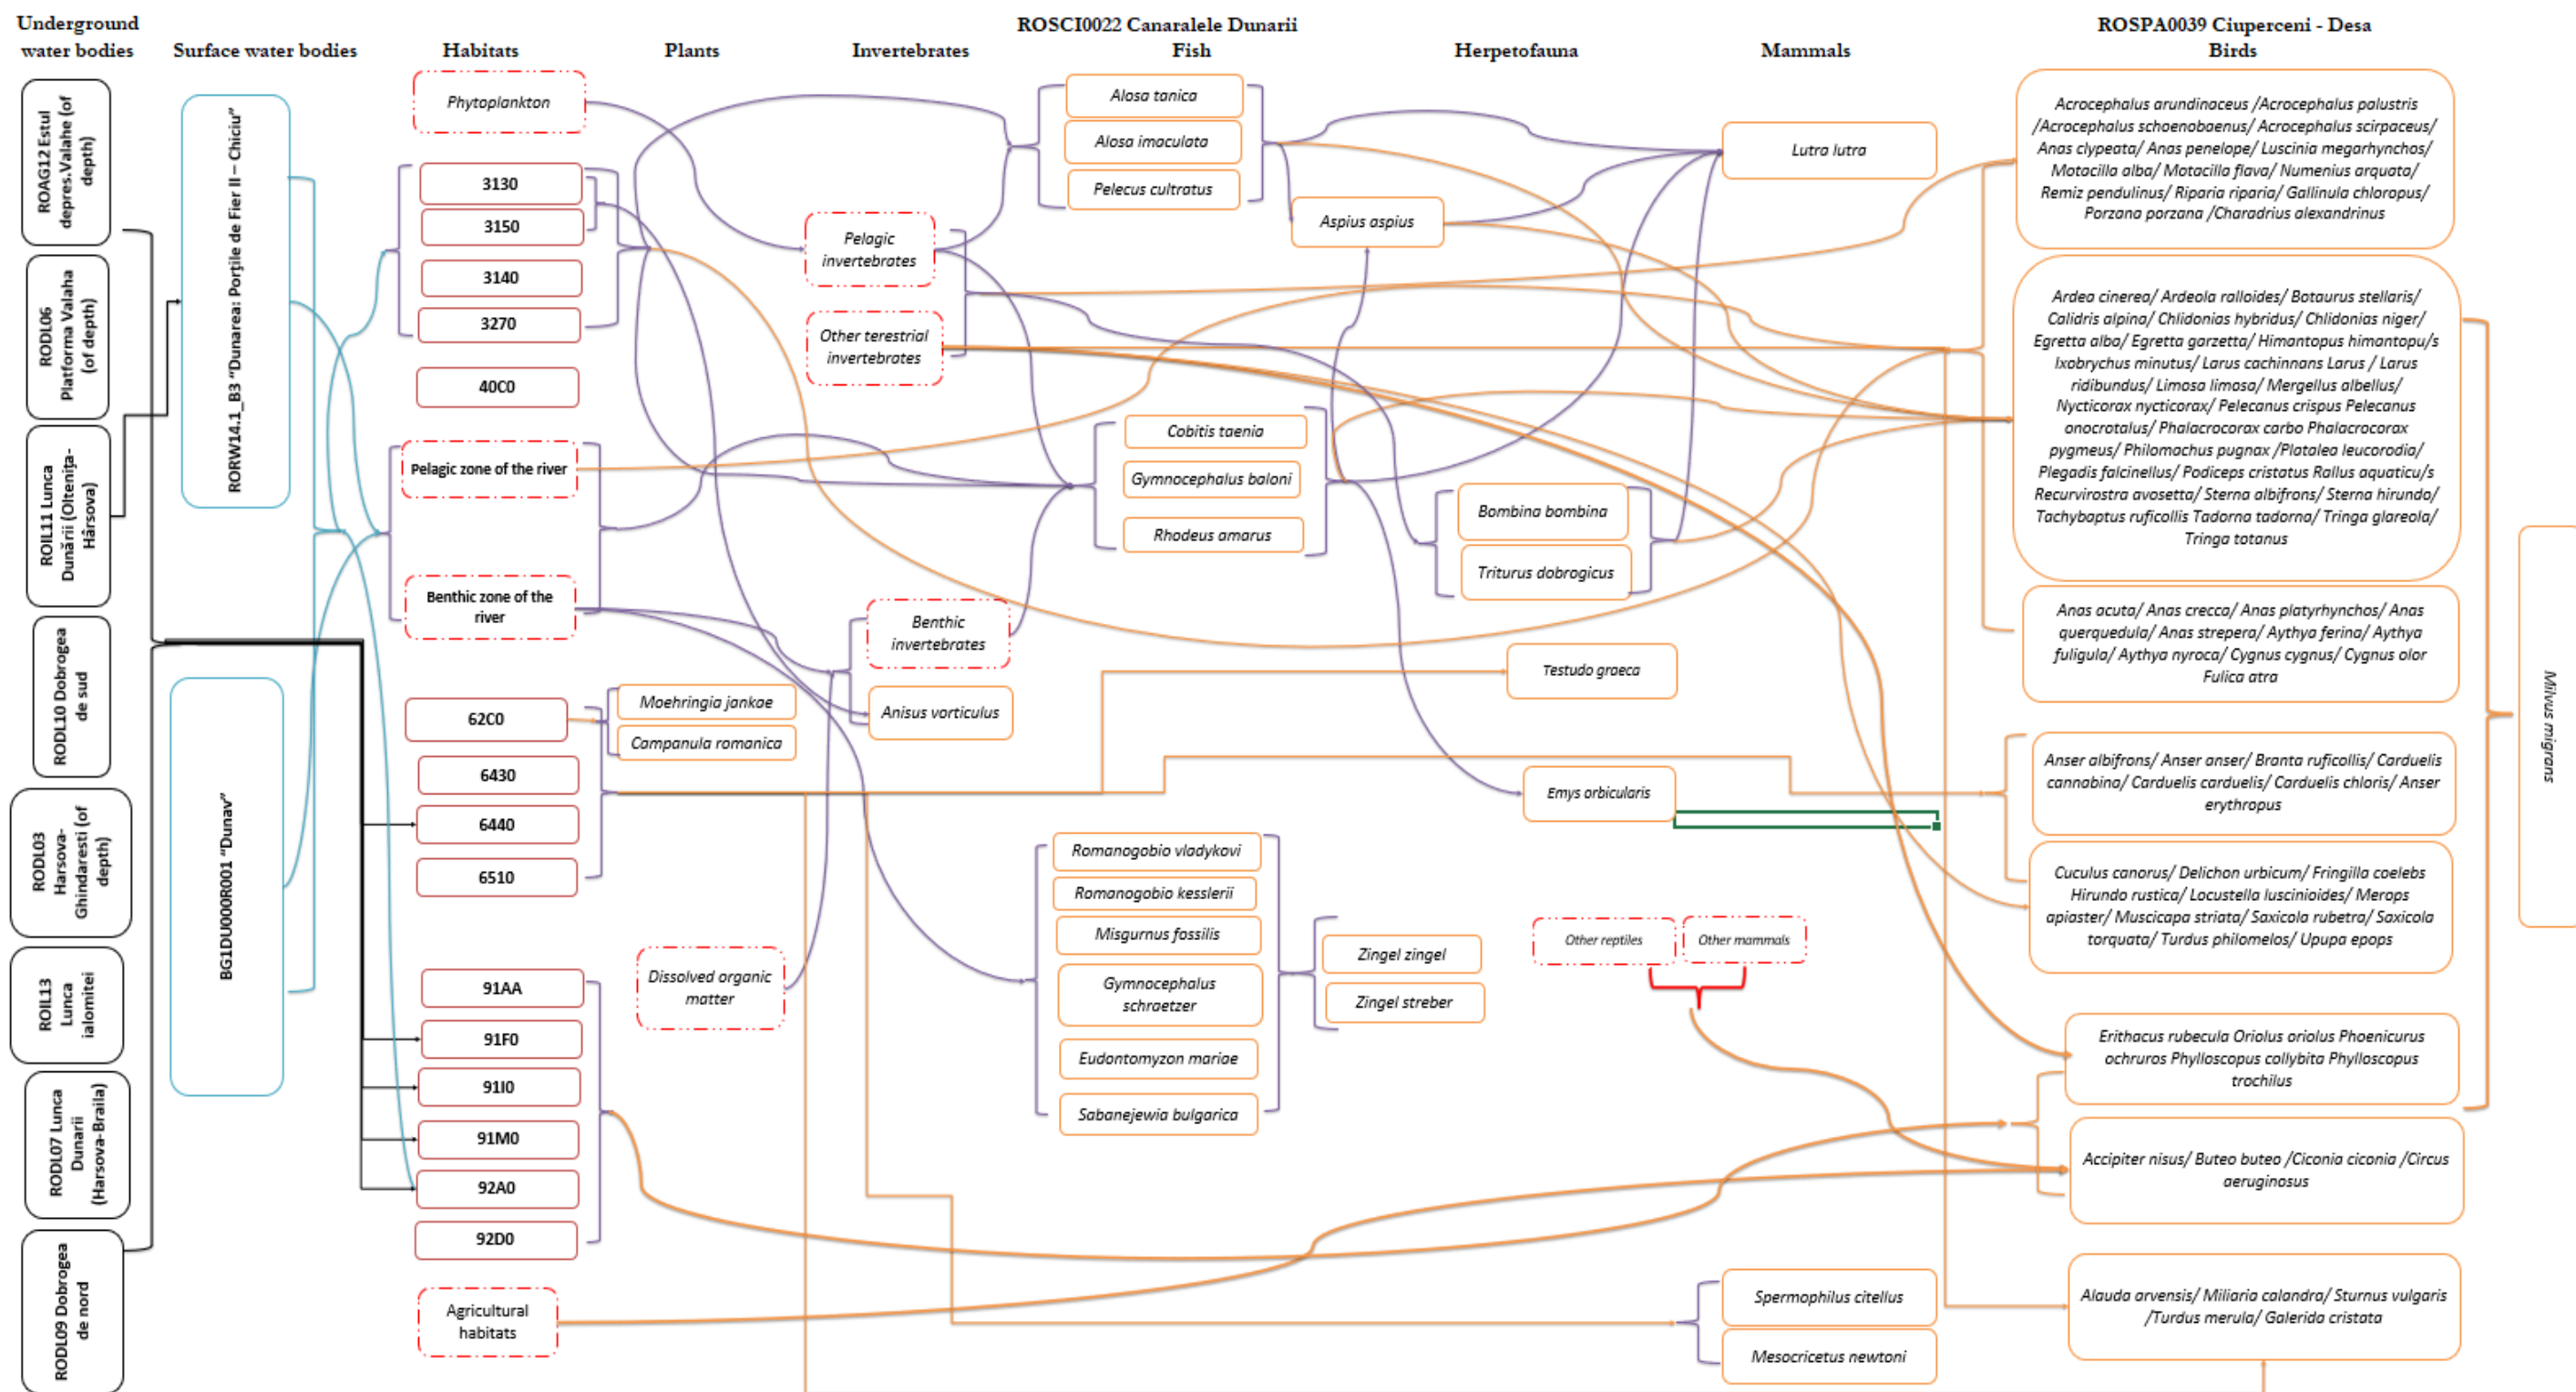 Underground
water bodies
Surface water bodies
Habitats
Plants
Invertebrates
ROSCI0022 Canaralele Dunarii
Fish
Herpetofauna
Mammals
ROSPA0039 Ciuperceni - Desa
Birds
ROAG12 Estul
depres.Valahe (of
depth)
RODL06
Platforma Valaha
(of depth)
ROIL11 Lunca
Dunării (Oltenița-
Hârsova)
RODL10 Dobrogea
de sud
RODL03
Harsova-
Ghindaresti (of
depth)
ROIL13
Lunca
ialomitei
RODL07 Lunca
Dunarii
(Harsova-Braila)
RODL09 Dobrogea
de nord
RORW14.1_B3 “Dunarea: Porțile de Fier II – Chiciu”
BG1DU000R001 “Dunav”
Phytoplankton
3130
3150
3140
3270
40C0
Pelagic zone of the river
Benthic zone of the
river
62C0
6430
6440
6510
91AA
91F0
91I0
91M0
92A0
92D0
Agricultural
habitats
Moehringia jankae
Campanula romanica
Dissolved organic
matter
Pelagic
invertebrates
Other terestrial
invertebrates
Benthic
invertebrates
Anisus vorticulus
Alosa tanica
Alosa imaculata
Pelecus cultratus
Aspius aspius
Cobitis taenia
Gymnocephalus baloni
Rhodeus amarus
Romanogobio vladykovi
Romanogobio kesslerii
Misgurnus fossilis
Gymnocephalus
schraetzer
Eudontomyzon mariae
Sabanejewia bulgarica
Zingel zingel
Zingel streber
Bombina bombina
Triturus dobrogicus
Testudo graeca
Emys orbicularis
Other reptiles
Other mammals
Lutra lutra
Spermophilus citellus
Mesocricetus newtoni
Acrocephalus arundinaceus /Acrocephalus palustris
/Acrocephalus schoenobaenus/ Acrocephalus scirpaceus/
Anas clypeata/ Anas penelope/ Luscinia megarhynchos/
Motacilla alba/ Motacilla flava/ Numenius arquata/
Remiz pendulinus/ Riparia riparia/ Gallinula chloropus/
Porzana porzana /Charadrius alexandrinus
Ardea cinerea/ Ardeola ralloides/ Botaurus stellaris/
Calidris alpina/ Chlidonias hybridus/ Chlidonias niger/
Egretta alba/ Egretta garzetta/ Himantopus himantopu/s
Ixobrychus minutus/ Larus cachinnans Larus / Larus
ridibundus/ Limosa limosa/ Mergellus albellus/
Nycticorax nycticorax/ Pelecanus crispus Pelecanus
onocrotalus/ Phalacrocorax carbo Phalacrocorax
pygmeus/ Philomachus pugnax /Platalea leucorodia/
Plegadis falcinellus/ Podiceps cristatus Rallus aquaticu/s
Recurvirostra avosetta/ Sterna albifrons/ Sterna hirundo/
Tachybaptus ruficollis Tadorna tadorna/ Tringa glareola/
Tringa totanus
Anas acuta/ Anas crecca/ Anas platyrhynchos/ Anas
querquedula/ Anas strepera/ Aythya ferina/ Aythya
fuligula/ Aythya nyroca/ Cygnus cygnus/ Cygnus olor
Fulica atra
Anser albifrons/ Anser anser/ Branta ruficollis/ Carduelis
cannabina/ Carduelis carduelis/ Carduelis chloris/ Anser
erythropus
Cuculus canorus/ Delichon urbicum/ Fringilla coelebs
Hirundo rustica/ Locustella luscinioides/ Merops
apiaster/ Muscicapa striata/ Saxicola rubetra/ Saxicola
torquata/ Turdus philomelos/ Upupa epops
Erithacus rubecula Oriolus oriolus Phoenicurus
ochruros Phylloscopus collybita Phylloscopus
trochilus
Accipiter nisus/ Buteo buteo /Ciconia ciconia /Circus
aeruginosus
Alauda arvensis/ Miliaria calandra/ Sturnus vulgaris
/Turdus merula/ Galerida cristata
Milvus migrans